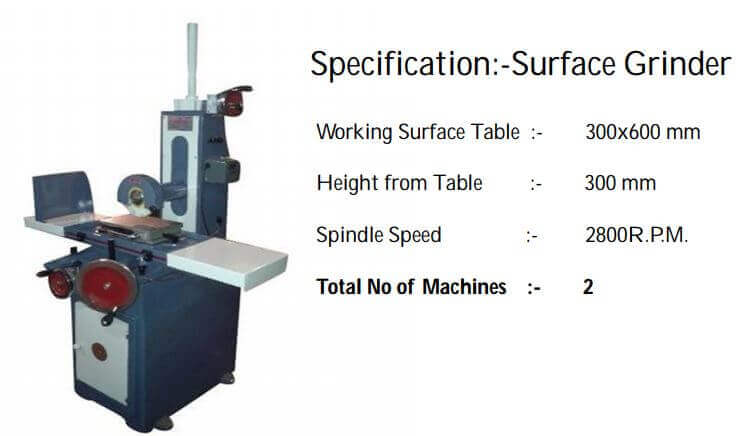 Specification:-Surface Grinder
Working Surface Table :- 300x600 mm
Height from Table :- 300 mm
Spindle Speed :- 2800R.P.M.
Total No of Machines :- 2